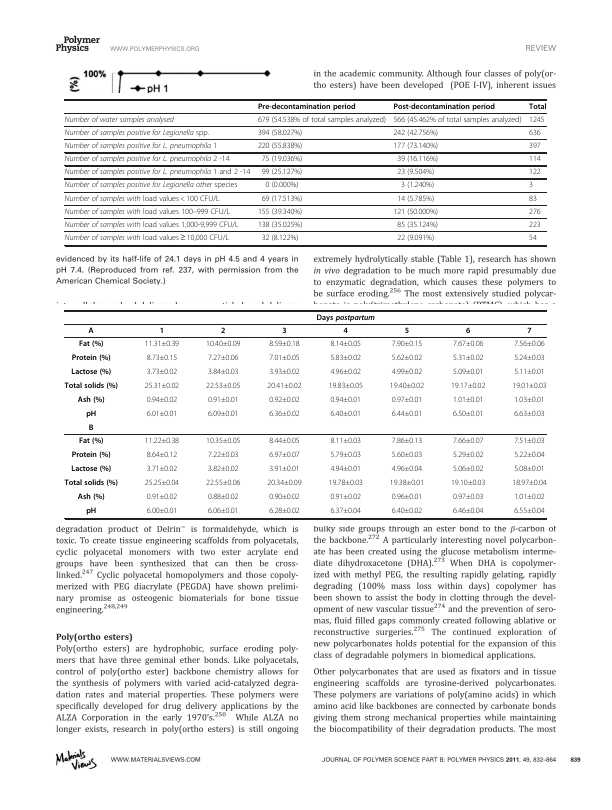 Polymer
Physics
WWW.POLYMERPHYSICS.ORG
REVIEW
(%)
100%
pH 1
in the academic community. Although four classes of poly(or-
tho esters) have been developed (POE I-IV), inherent issues
Pre-decontamination period Post-decontamination period Total
Number of water samples analysed 679 (54.538% of total samples analyzed) 566 (45.462% of total samples analyzed) 1245
Number of samples positive for Legionella spp. 394 (58.027%) 242 (42.756%) 636
Number of samples positive for L. pneumophila 1 220 (55.838%) 177 (73.140%) 397
Number of samples positive for L. pneumophila 2 -14 75 (19.036%) 39 (16.116%) 114
Number of samples positive for L. pneumophila 1 and 2 -14 99 (25.127%) 23 (9.504%) 122
Number of samples positive for Legionella other species 0 (0.000%) 3 (1.240%) 3
Number of samples with load values < 100 CFU/L 69 (17.513%) 14 (5.785%) 83
Number of samples with load values 100–999 CFU/L 155 (39.340%) 121 (50.000%) 276
Number of samples with load values 1,000-9,999 CFU/L 138 (35.025%) 85 (35.124%) 223
Number of samples with load values ≥ 10,000 CFU/L 32 (8.122%) 22 (9.091%) 54
evidenced by its half-life of 24.1 days in pH 4.5 and 4 years in
pH 7.4. (Reproduced from ref. 237, with permission from the
American Chemical Society.)
extremely hydrolytically stable (Table 1), research has shown
in vivo degradation to be much more rapid presumably due
to enzymatic degradation, which causes these polymers to
be surface eroding.256 The most extensively studied polycar-
Days postpartum
A 1 2 3 4 5 6 7
Fat (%) 11.31±0.39 10.40±0.09 8.59±0.18 8.14±0.05 7.90±0.15 7.67±0.06 7.56±0.06
Protein (%) 8.73±0.15 7.27±0.06 7.01±0.05 5.83±0.02 5.62±0.02 5.31±0.02 5.24±0.03
Lactose (%) 3.73±0.02 3.84±0.03 3.93±0.02 4.96±0.02 4.99±0.02 5.09±0.01 5.11±0.01
Total solids (%) 25.31±0.02 22.53±0.05 20.41±0.02 19.83±0.05 19.40±0.02 19.17±0.02 19.01±0.03
Ash (%) 0.94±0.02 0.91±0.01 0.92±0.02 0.94±0.01 0.97±0.01 1.01±0.01 1.03±0.01
pH 6.01±0.01 6.09±0.01 6.36±0.02 6.40±0.01 6.44±0.01 6.50±0.01 6.63±0.03
B
Fat (%) 11.22±0.38 10.35±0.05 8.44±0.05 8.11±0.03 7.86±0.13 7.66±0.07 7.51±0.03
Protein (%) 8.64±0.12 7.22±0.03 6.97±0.07 5.79±0.03 5.60±0.03 5.29±0.02 5.22±0.04
Lactose (%) 3.71±0.02 3.82±0.02 3.91±0.01 4.94±0.01 4.96±0.04 5.06±0.02 5.08±0.01
Total solids (%) 25.25±0.04 22.55±0.06 20.34±0.09 19.78±0.03 19.38±0.01 19.10±0.03 18.97±0.04
Ash (%) 0.91±0.02 0.88±0.02 0.90±0.02 0.91±0.02 0.96±0.01 0.97±0.03 1.01±0.02
pH 6.00±0.01 6.06±0.01 6.28±0.02 6.37±0.04 6.40±0.02 6.46±0.04 6.55±0.04
degradation product of Delrin™ is formaldehyde, which is
toxic. To create tissue engineering scaffolds from polyacetals,
cyclic polyacetal monomers with two ester acrylate end
groups have been synthesized that can then be cross-
linked.247 Cyclic polyacetal homopolymers and those copoly-
merized with PEG diacrylate (PEGDA) have shown prelimi-
nary promise as osteogenic biomaterials for bone tissue
engineering.248,249
Poly(ortho esters)
Poly(ortho esters) are hydrophobic, surface eroding poly-
mers that have three geminal ether bonds. Like polyacetals,
control of poly(ortho ester) backbone chemistry allows for
the synthesis of polymers with varied acid-catalyzed degra-
dation rates and material properties. These polymers were
specifically developed for drug delivery applications by the
ALZA Corporation in the early 1970's.250 While ALZA no
longer exists, research in poly(ortho esters) is still ongoing
bulky side groups through an ester bond to the β-carbon of
the backbone.272 A particularly interesting novel polycarbon-
ate has been created using the glucose metabolism interme-
diate dihydroxacetone (DHA).273 When DHA is copolymer-
ized with methyl PEG, the resulting rapidly gelating, rapidly
degrading (100% mass loss within days) copolymer has
been shown to assist the body in clotting through the devel-
opment of new vascular tissue274 and the prevention of sero-
mas, fluid filled gaps commonly created following ablative or
reconstructive surgeries.275 The continued exploration of
new polycarbonates holds potential for the expansion of this
class of degradable polymers in biomedical applications.
Other polycarbonates that are used as fixators and in tissue
engineering scaffolds are tyrosine-derived polycarbonates.
These polymers are variations of poly(amino acids) in which
amino acid like backbones are connected by carbonate bonds
giving them strong mechanical properties while maintaining
the biocompatibility of their degradation products. The most
Materials
Views
WWW.MATERIALSVIEWS.COM
JOURNAL OF POLYMER SCIENCE PART B: POLYMER PHYSICS 2011, 49, 832–864 839